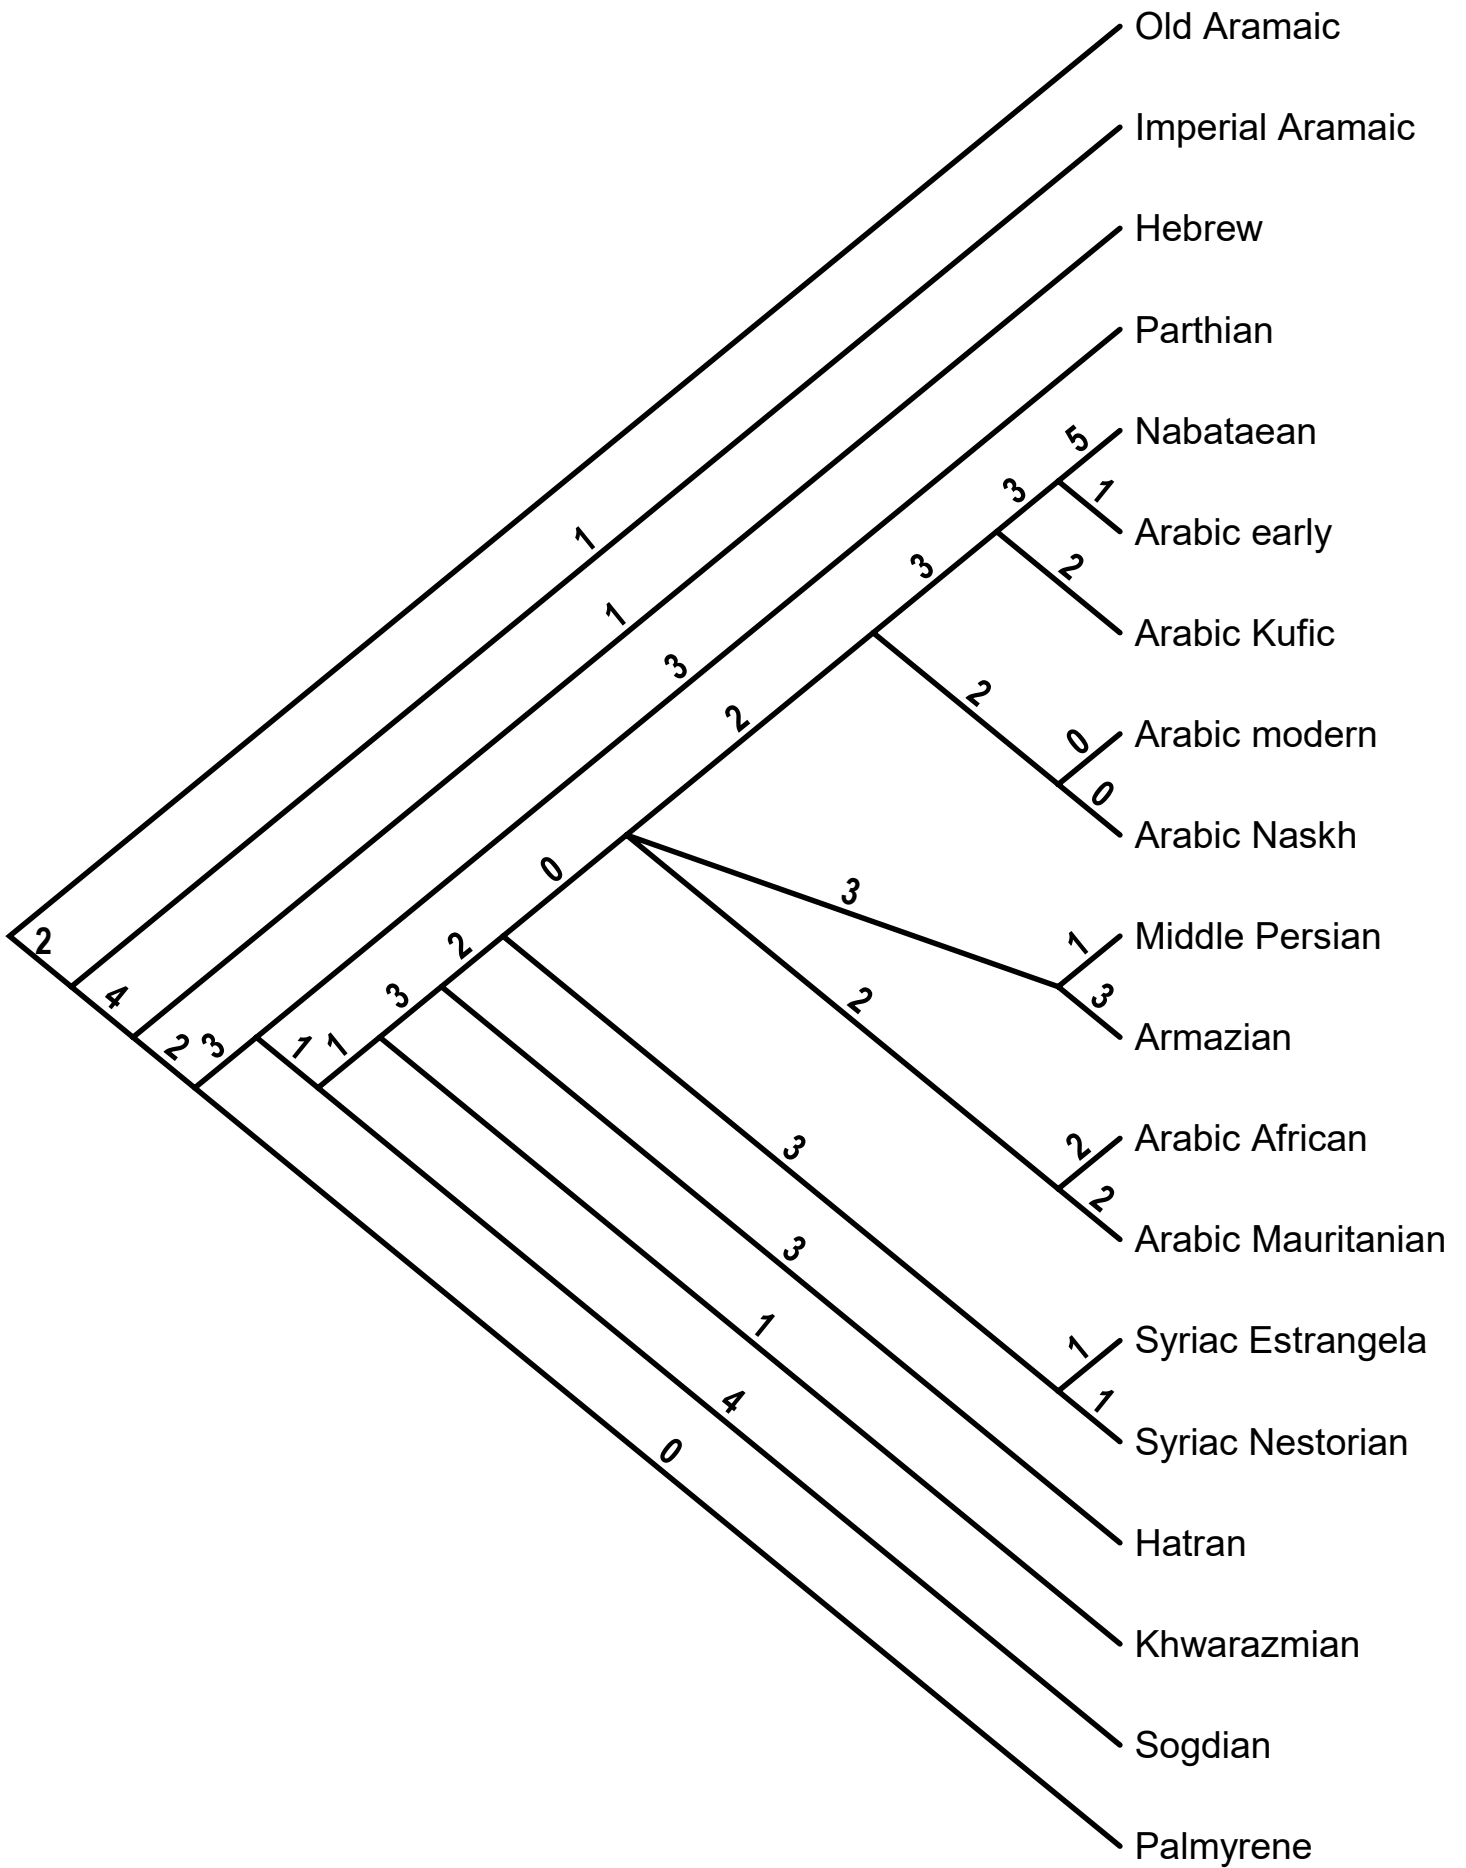 Old Aramaic
Imperial Aramaic
Hebrew
Parthian
5
Nabataean
3
1
Arabic early
1
3
2
1
Arabic Kufic
3
2
2
0
Arabic modern
0
Arabic Naskh
0
3
2
2
1
Middle Persian
4
3
2
3
2
3
1
1
Armazian
3
2
Arabic African
2
Arabic Mauritanian
3
1
1
Syriac Estrangela
4
1
Syriac Nestorian
0
Hatran
Khwarazmian
Sogdian
Palmyrene